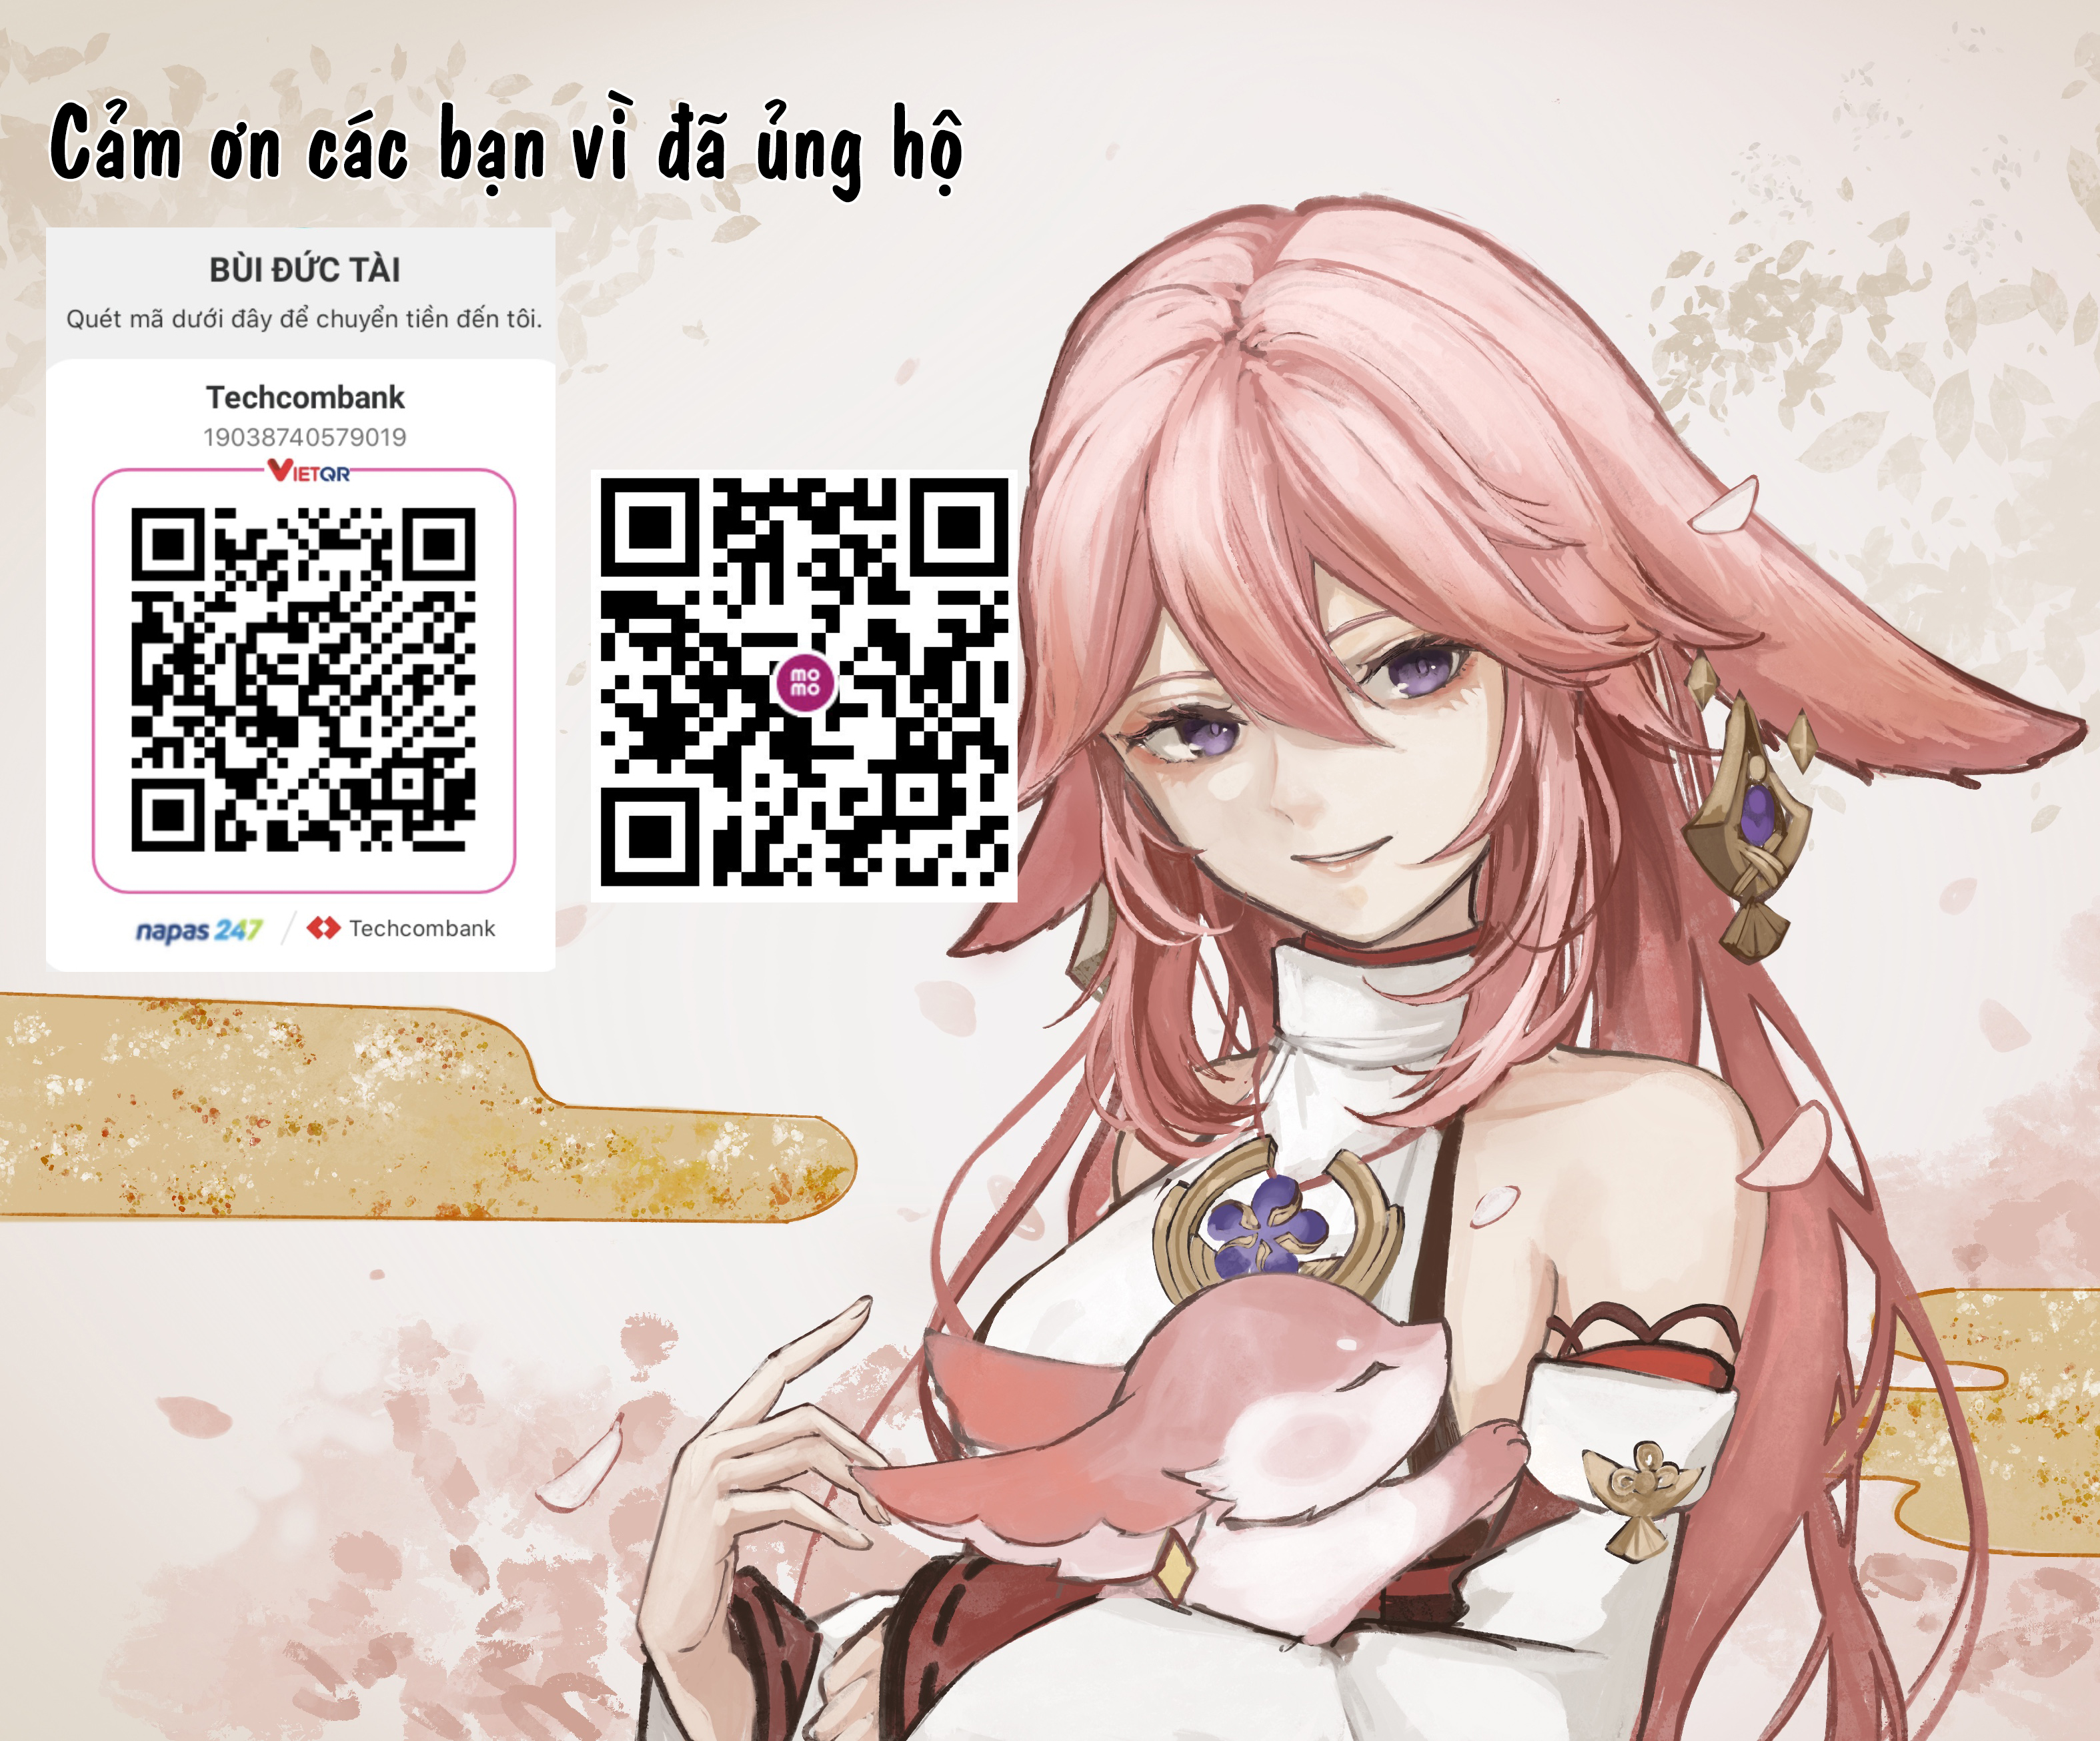 Cảm ơn các bạn vì đã ủng hộ
BÙI ĐỨC TÀI
Quét mã dưới đây để chuyển tiền đến tôi.
Techcombank
19038740579019
VIETQR
mo
mo
napas 247
Techcombank